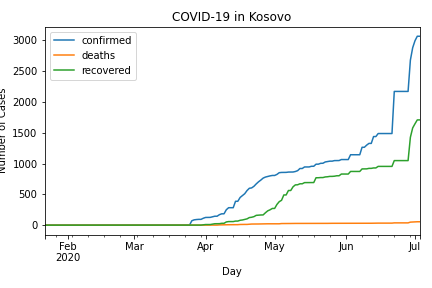 COVID-19 in Kosovo
confirmed
deaths
recovered
Number of Cases
3000
2500
2000
1500
1000
500
0
Feb
2020
Mar
Apr
May
Jun
Jul
Day